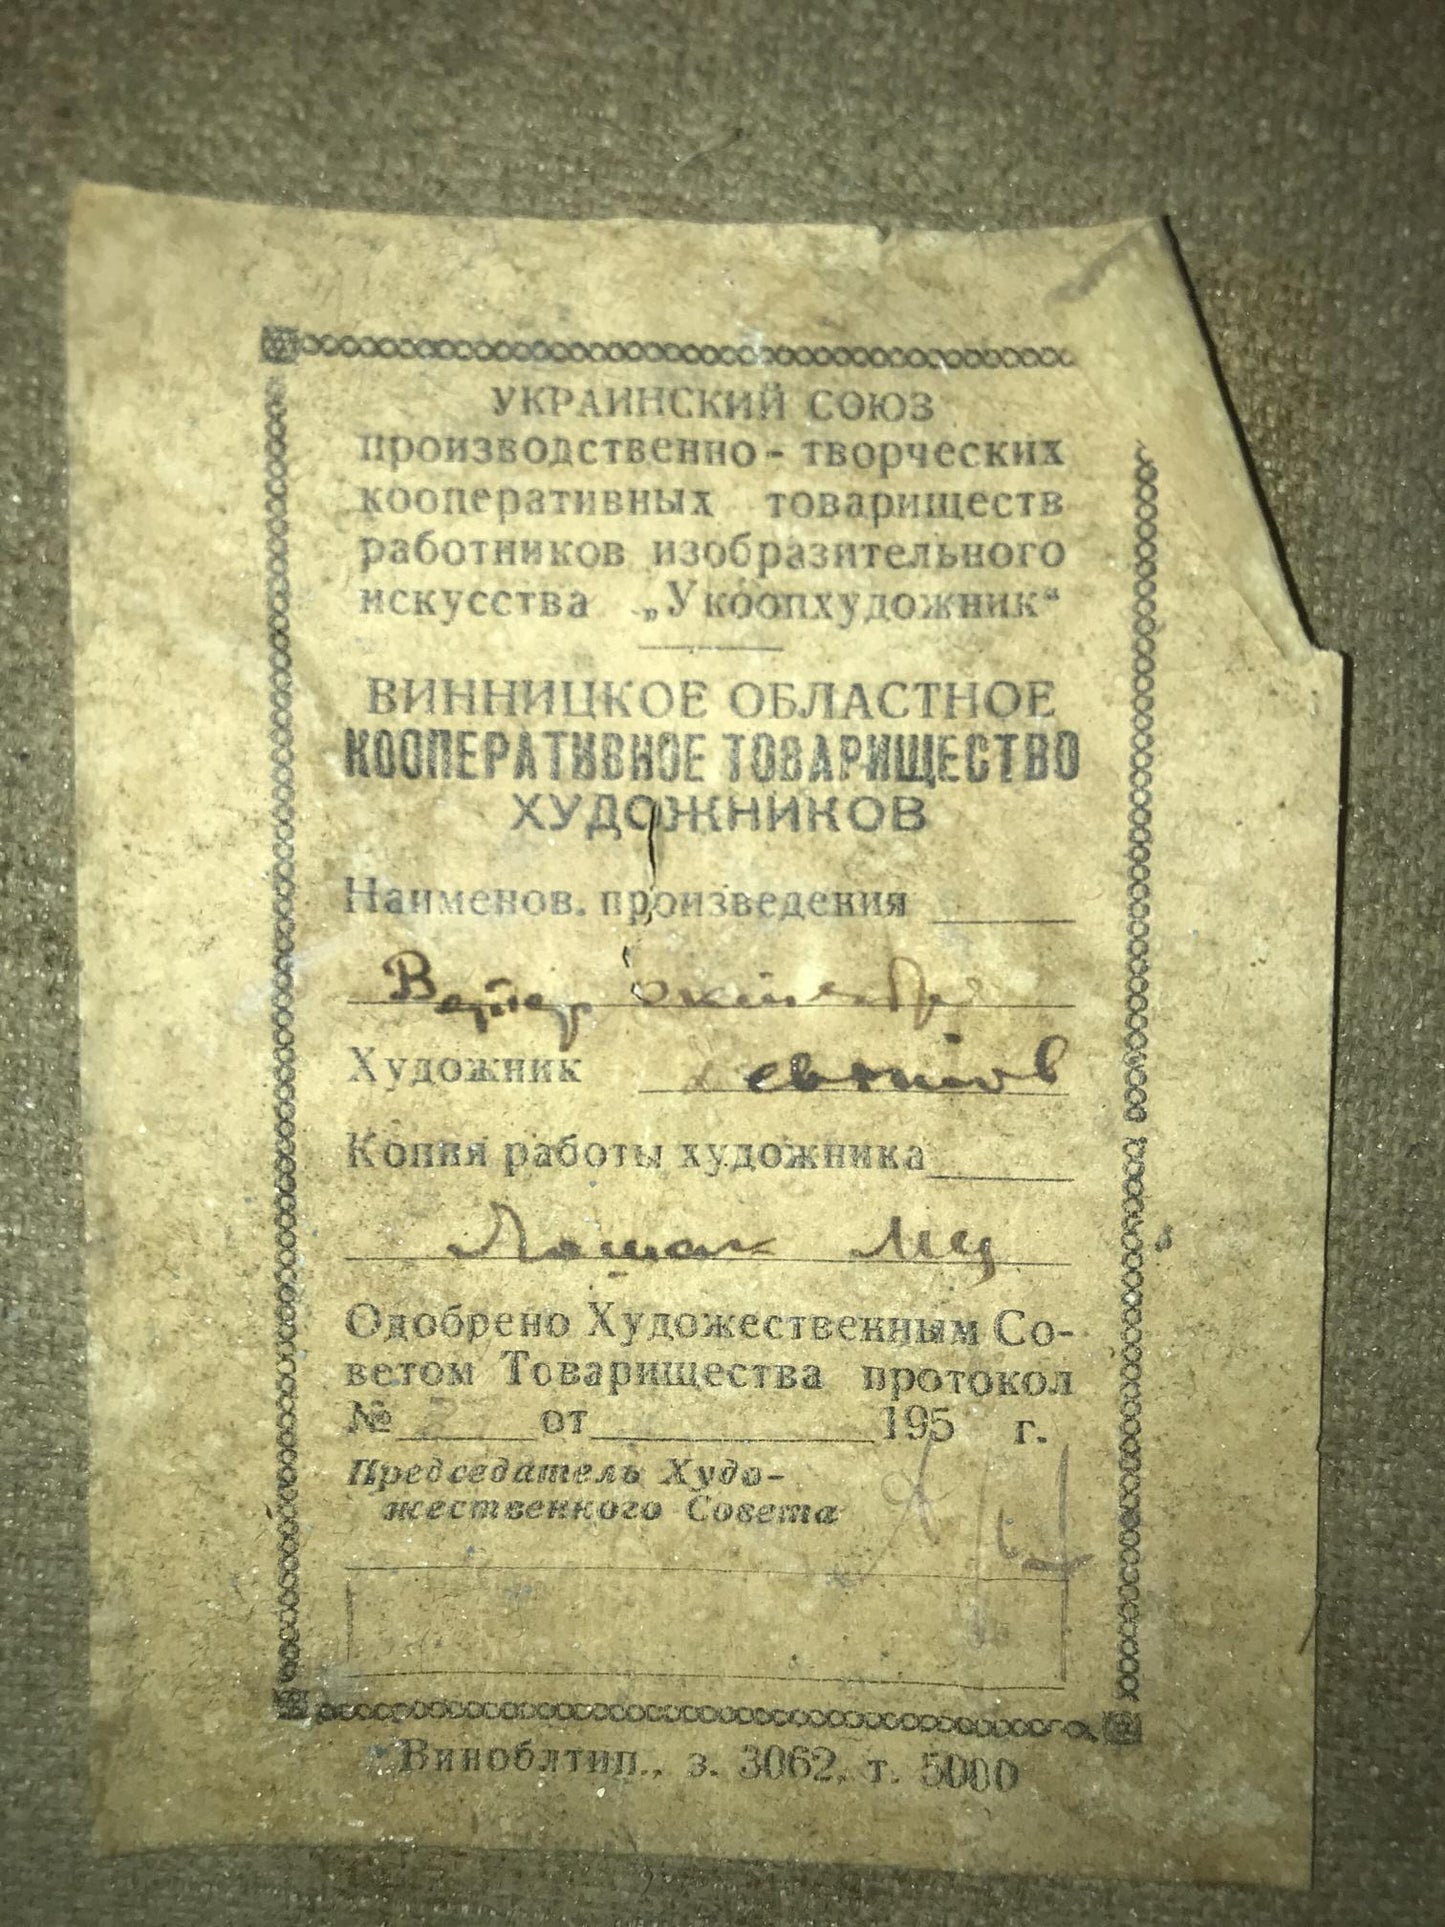 УКРАИНСКИЙ СОЮЗ
производственно-творческих
кооперативных товариществ
работников изобразительного
искусства „Укоопхудожник“
ВИННИЦКОЕ ОБЛАСТНОЕ
КООПЕРАТИВНОЕ ТОВАРИЩЕСТВО
ХУДОЖНИКОВ
Наименов. произведения
Художник
Копия работы художника
Одобрено Художественным Со-
ветом Товарищества протокол
№ от 195 г.
Председатель Худо-
жественного Совета
Виноблтип., з. 3062, т. 5000